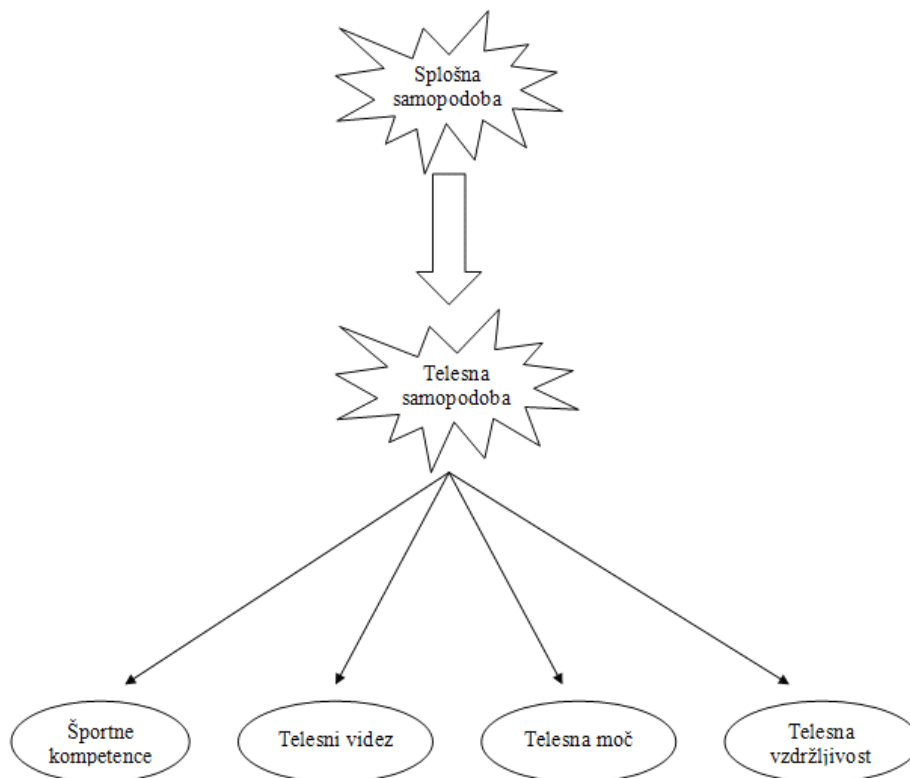 Splošna
samopodoba
Telesna
samopodoba
Športne
kompetence
Telesni videz
Telesna moč
Telesna
vzdržljivost